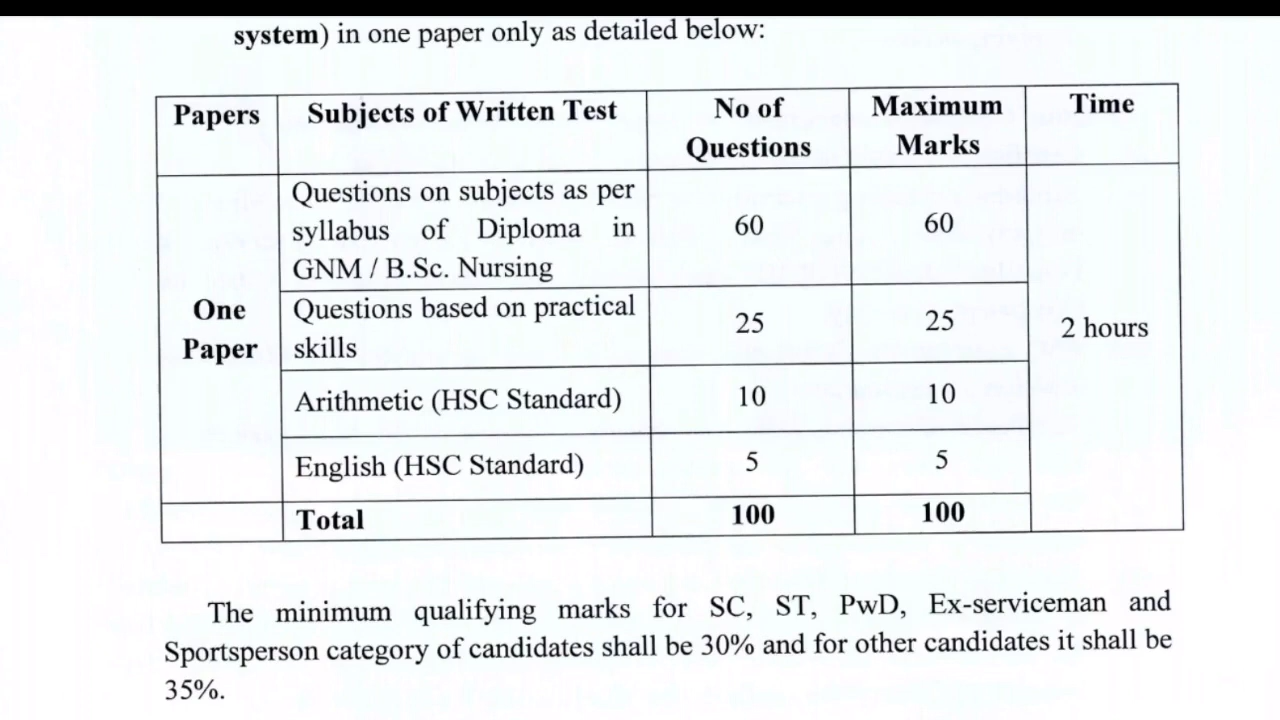 system) in one paper only as detailed below:
Papers
Subjects of Written Test
No of
Questions
Maximum
Marks
Time
One
Paper
Questions on subjects as per
syllabus of Diploma in
GNM / B.Sc. Nursing
60
60
2 hours
Questions based on practical
skills
25
25
Arithmetic (HSC Standard)
10
10
English (HSC Standard)
5
5
Total
100
100
The minimum qualifying marks for SC, ST, PwD, Ex-serviceman and
Sportsperson category of candidates shall be 30% and for other candidates it shall be
35%.